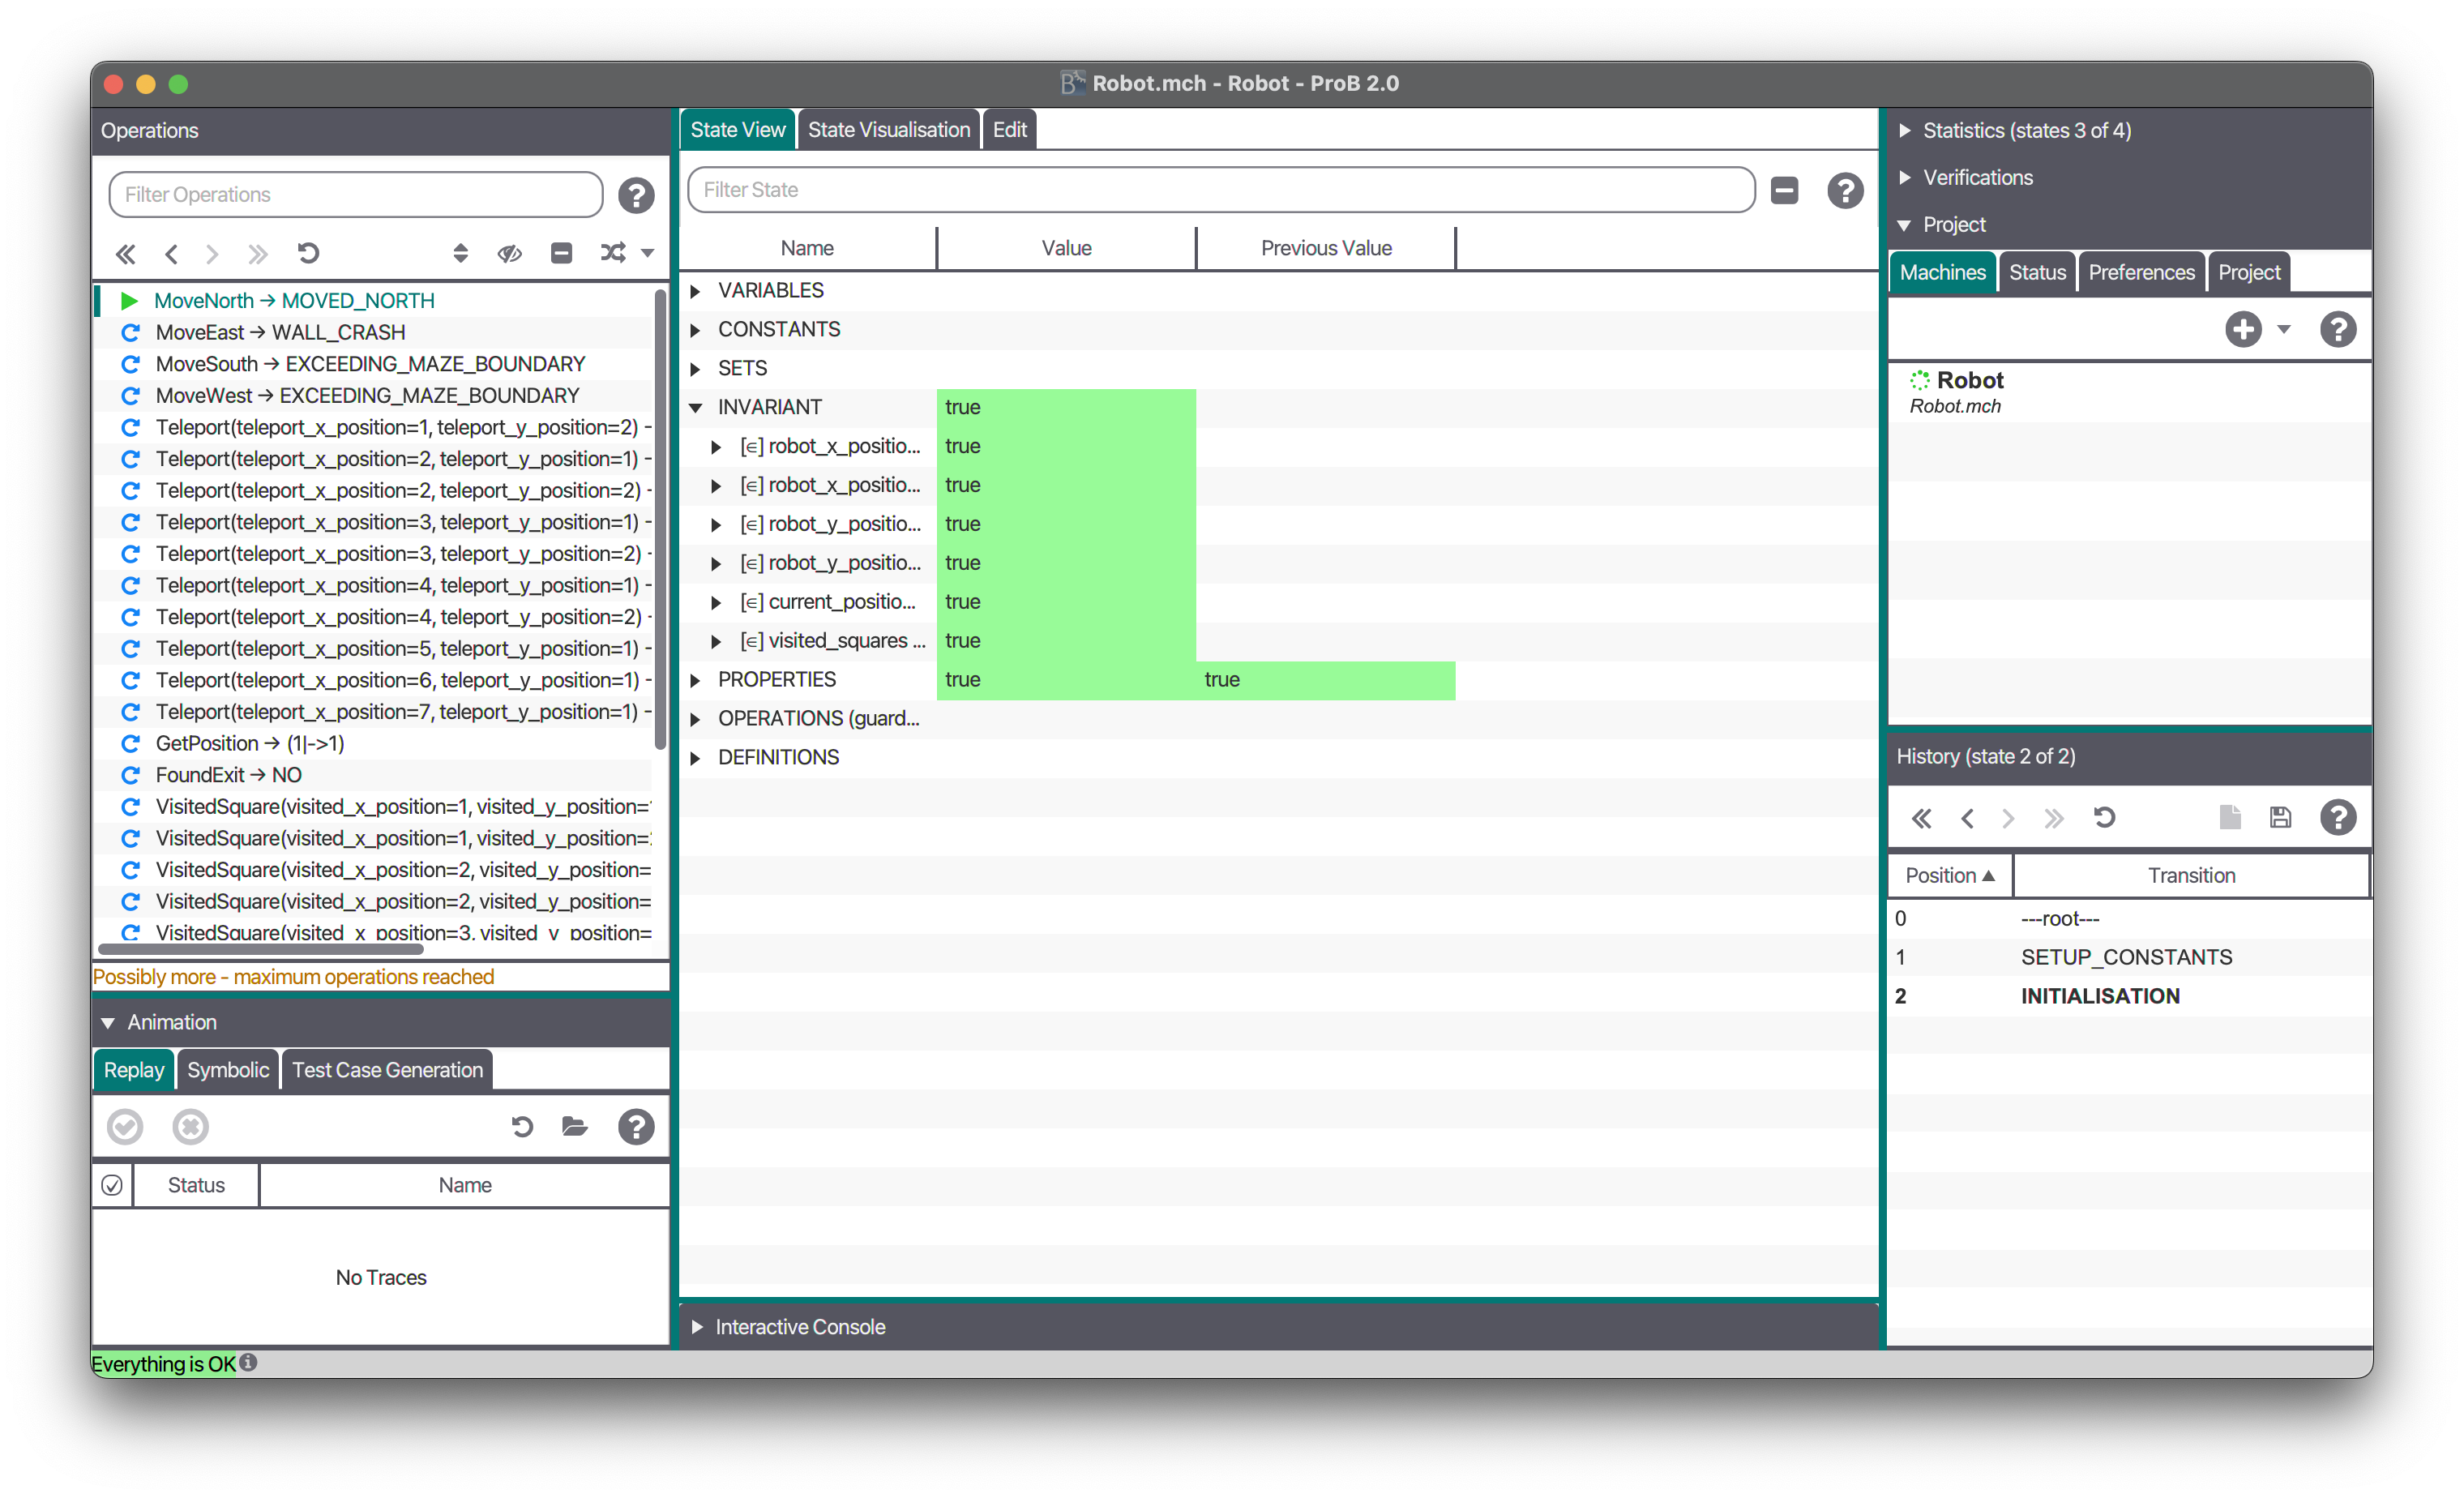 Robot.mch - Robot - ProB 2.0
Operations
Filter Operations
MoveNorth → MOVED_NORTH
MoveEast → WALL_CRASH
MoveSouth → EXCEEDING_MAZE_BOUNDARY
MoveWest → EXCEEDING_MAZE_BOUNDARY
Teleport(teleport_x_position=1, teleport_y_position=2) -
Teleport(teleport_x_position=2, teleport_y_position=1) -
Teleport(teleport_x_position=2, teleport_y_position=2) -
Teleport(teleport_x_position=3, teleport_y_position=1) -
Teleport(teleport_x_position=3, teleport_y_position=2) -
Teleport(teleport_x_position=4, teleport_y_position=1) -
Teleport(teleport_x_position=4, teleport_y_position=2) -
Teleport(teleport_x_position=5, teleport_y_position=1) -
Teleport(teleport_x_position=6, teleport_y_position=1) -
Teleport(teleport_x_position=7, teleport_y_position=1) -
GetPosition → (1|->1)
FoundExit → NO
VisitedSquare(visited_x_position=1, visited_y_position=
VisitedSquare(visited_x_position=1, visited_y_position=
VisitedSquare(visited_x_position=2, visited_y_position=
VisitedSquare(visited_x_position=2, visited_y_position=
VisitedSquare(visited_x_position=3, visited_y_position=
Possibly more - maximum operations reached
Animation
Replay Symbolic Test Case Generation
Status Name
No Traces
Everything is OK
State View State Visualisation Edit
Filter State
Name Value Previous Value
VARIABLES
CONSTANTS
SETS
INVARIANT true
[∈] robot_x_positio... true
[∈] robot_x_positio... true
[∈] robot_y_positio... true
[∈] robot_y_positio... true
[∈] current_positio... true
[∈] visited_squares ... true
PROPERTIES true true
OPERATIONS (guard...
DEFINITIONS
Interactive Console
Statistics (states 3 of 4)
Verifications
Project
Machines Status Preferences Project
Robot
Robot.mch
History (state 2 of 2)
Position Transition
0 ---root---
1 SETUP_CONSTANTS
2 INITIALISATION